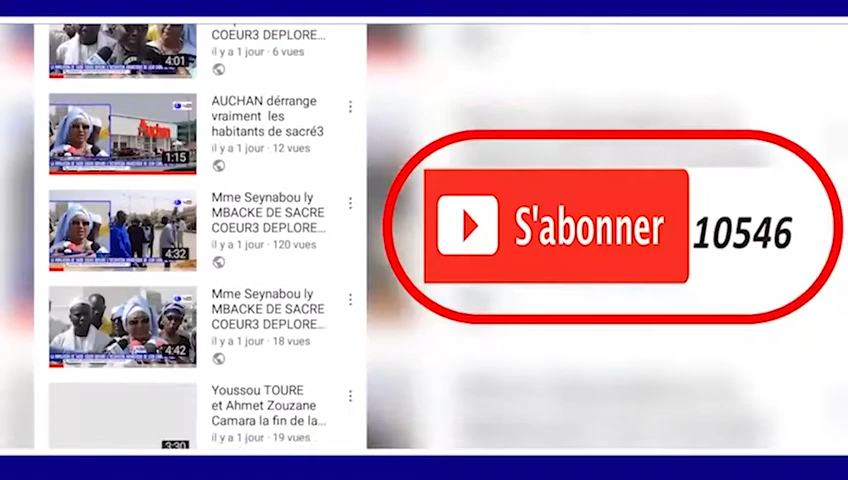 COEUR3 DEPLORE...
il y a 1 jour · 6 vues
4:01
AUCHAN dérrange
vraiment les
habitants de sacré3
il y a 1 jour · 12 vues
Auchan
1:15
Mme Seynabou ly
MBACKE DE SACRE
COEUR3 DEPLORE...
il y a 1 jour · 120 vues
4:32
Mme Seynabou ly
MBACKE DE SACRE
COEUR3 DEPLORE...
il y a 1 jour · 18 vues
4:42
Youssou TOURE
et Ahmet Zouzane
Camara la fin de la...
il y a 1 jour · 19 vues
3:30
S'abonner
10546